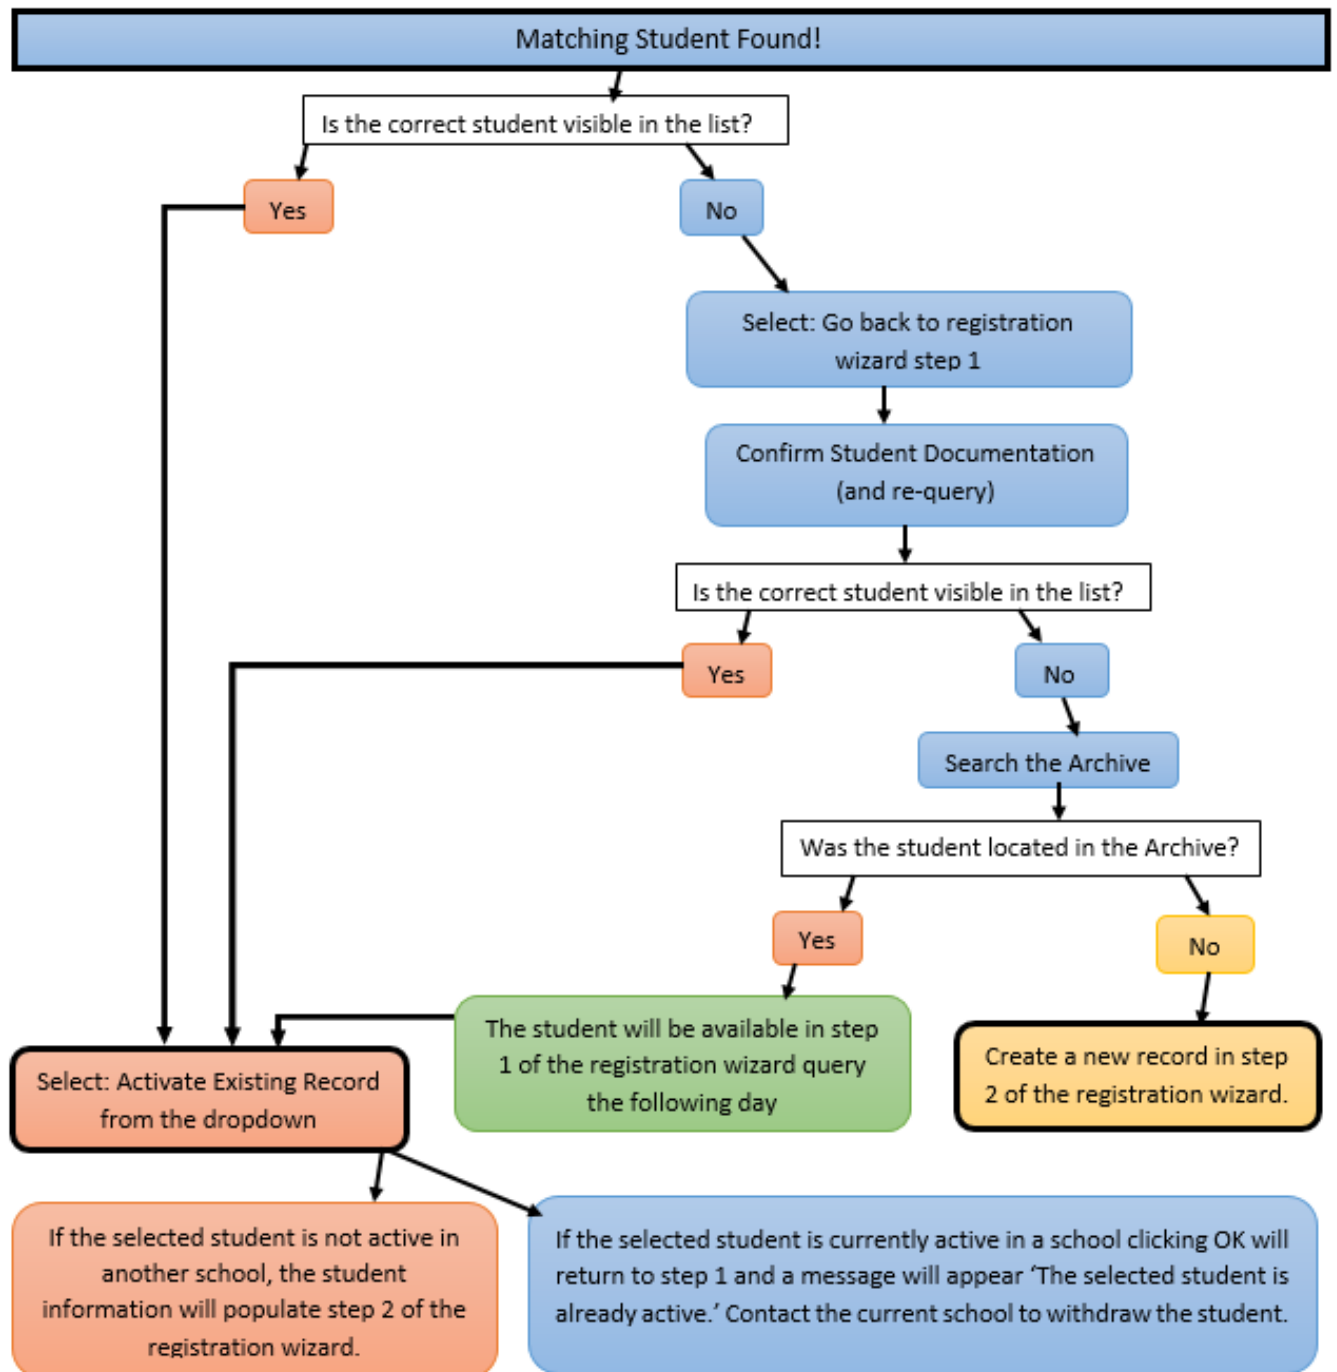 Matching Student Found!
Is the correct student visible in the list?
Yes
No
Select: Go back to registration
wizard step 1
Confirm Student Documentation
(and re-query)
Is the correct student visible in the list?
Yes
No
Search the Archive
Was the student located in the Archive?
Yes
No
The student will be available in step
1 of the registration wizard query
the following day
Create a new record in step
2 of the registration wizard.
Select: Activate Existing Record
from the dropdown
If the selected student is not active in
another school, the student
information will populate step 2 of the
registration wizard.
If the selected student is currently active in a school clicking OK will
return to step 1 and a message will appear ‘The selected student is
already active.’ Contact the current school to withdraw the student.